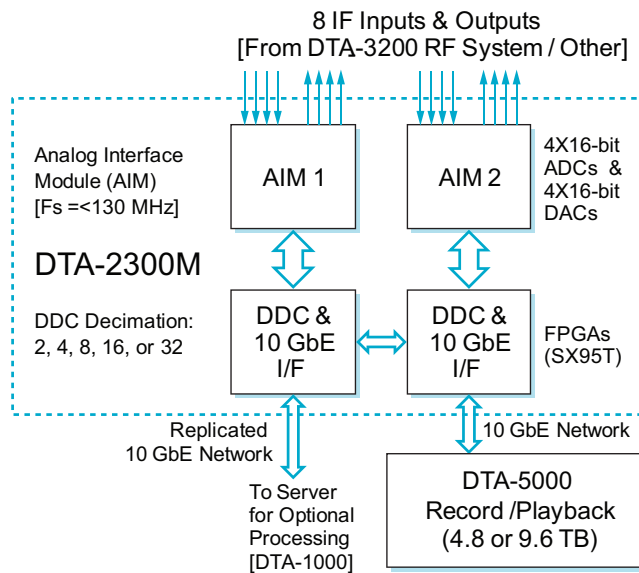 8 IF Inputs & Outputs
[From DTA-3200 RF System / Other]
Analog Interface
Module (AIM)
[Fs =<130 MHz]
AIM 1
AIM 2
4X16-bit
ADCs &
4X16-bit
DACs
DTA-2300M
DDC Decimation:
2, 4, 8, 16, or 32
DDC &
10 GbE
I/F
DDC &
10 GbE
I/F
FPGAs
(SX95T)
Replicated
10 GbE Network
10 GbE Network
To Server
for Optional
Processing
[DTA-1000]
DTA-5000
Record /Playback
(4.8 or 9.6 TB)